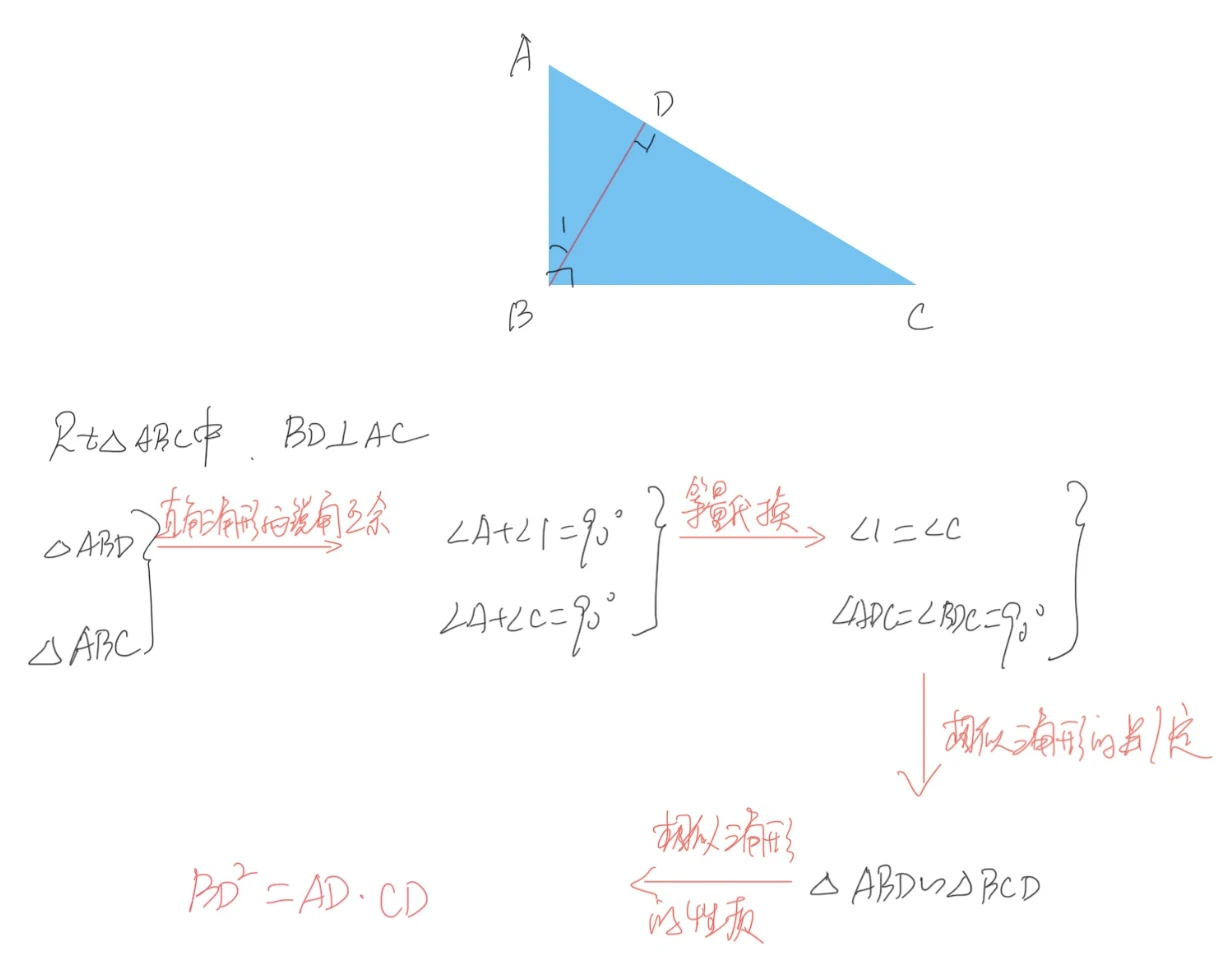 A
D
1
B
C
Rt△ABC中. BD⊥AC
△ABD
△ABC
直角三角形两锐角互余
∠A+∠1=90°
∠A+∠C=90°
等量代换
∠1=∠C
∠ADC=∠BDC=90°
相似三角形的判定
△ABD∽△BCD
相似三角形
的性质
BD²=AD·CD